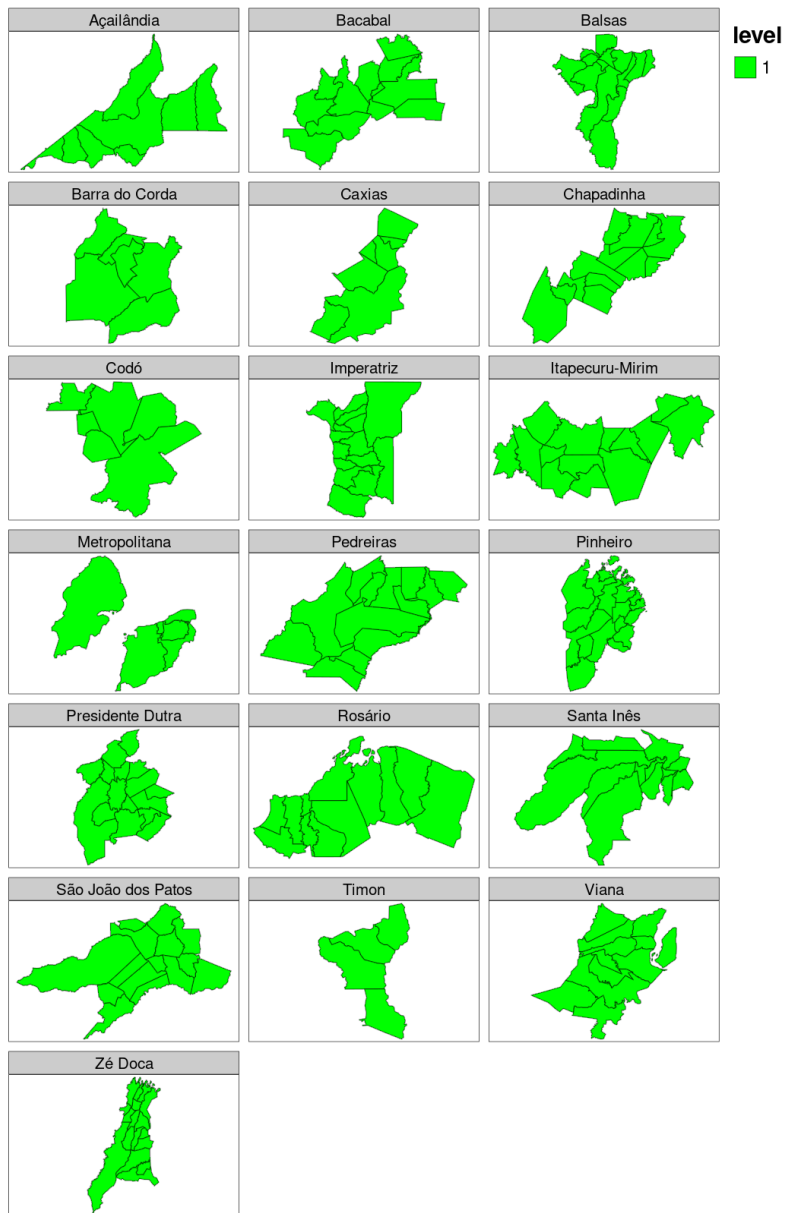 Açailândia
Bacabal
Balsas
level
1
Barra do Corda
Caxias
Chapadinha
Codó
Imperatriz
Itapecuru-Mirim
Metropolitana
Pedreiras
Pinheiro
Presidente Dutra
Rosário
Santa Inês
São João dos Patos
Timon
Viana
Zé Doca